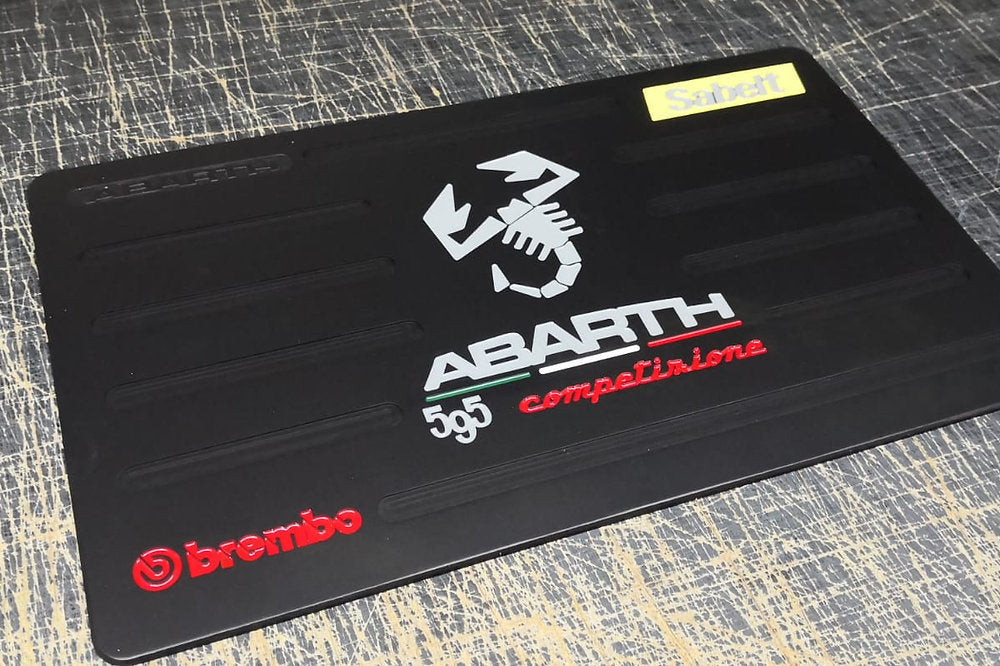 Sabelt
ABARTH
ABARTH
595 competizione
brembo